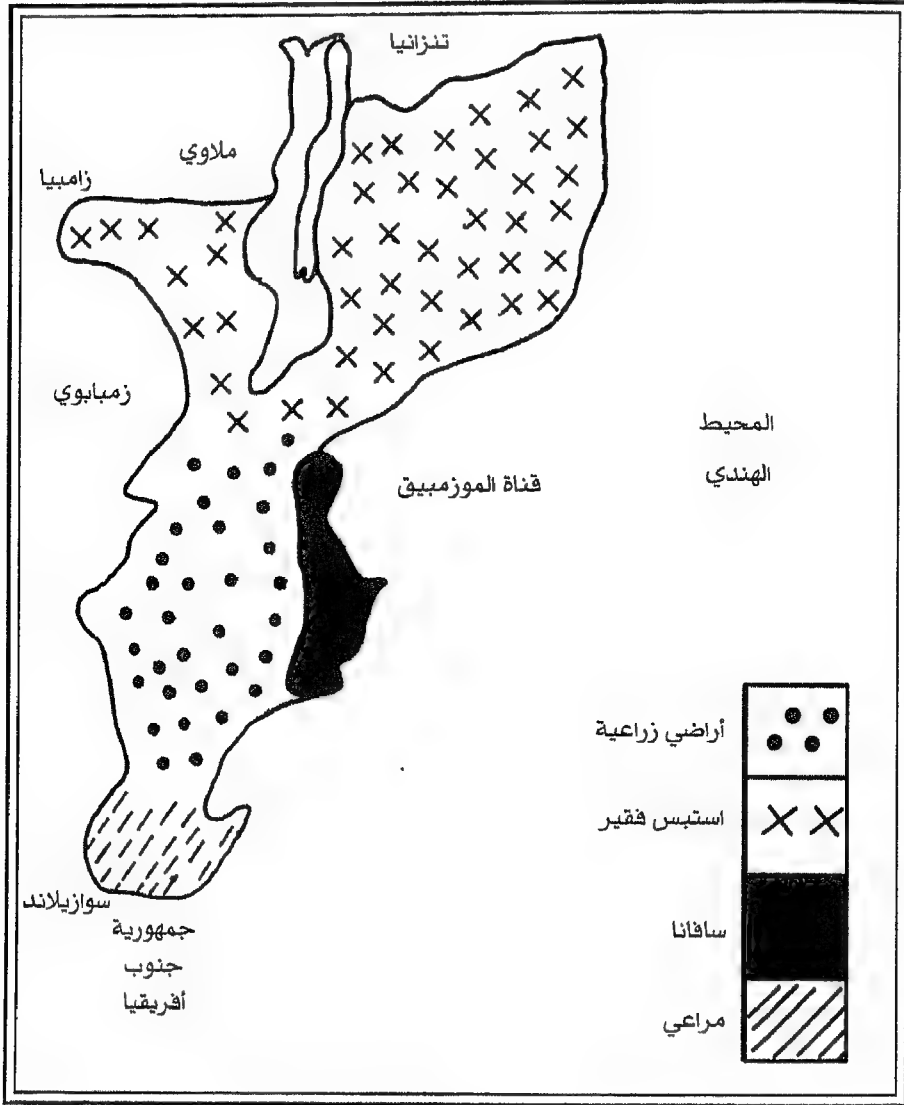 تنزانيا
ملاوي
زامبيا
زمبابوي
المحيط
الهندي
قناة الموزمبيق
أراضي زراعية
استبس فقير
سافانا
مراعي
سوازيلاند
جمهورية
جنوب
أفريقيا